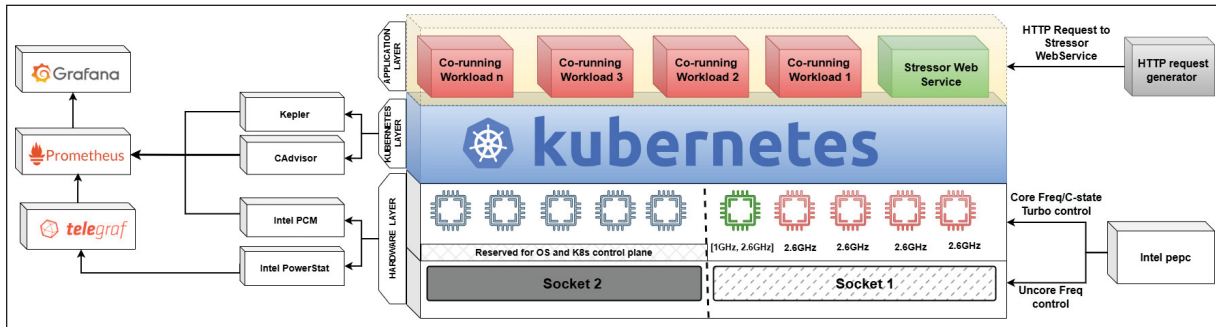 Grafana
Prometheus
telegraf
Kepler
CAdvisor
Intel PCM
Intel PowerStat
APPLICATION
LAYER
KUBERNETES
LAYER
HARDWARE LAYER
Co-running
Workload n
Co-running
Workload 3
Co-running
Workload 2
Co-running
Workload 1
Stressor Web
Service
kubernetes
[1GHz, 2.6GHz]
2.6GHz
2.6GHz
2.6GHz
2.6GHz
Reserved for OS and K8s control plane
Socket 2
Socket 1
HTTP Request to
Stressor
WebService
HTTP request
generator
Core Freq/C-state
Turbo control
Intel pepc
Uncore Freq
control